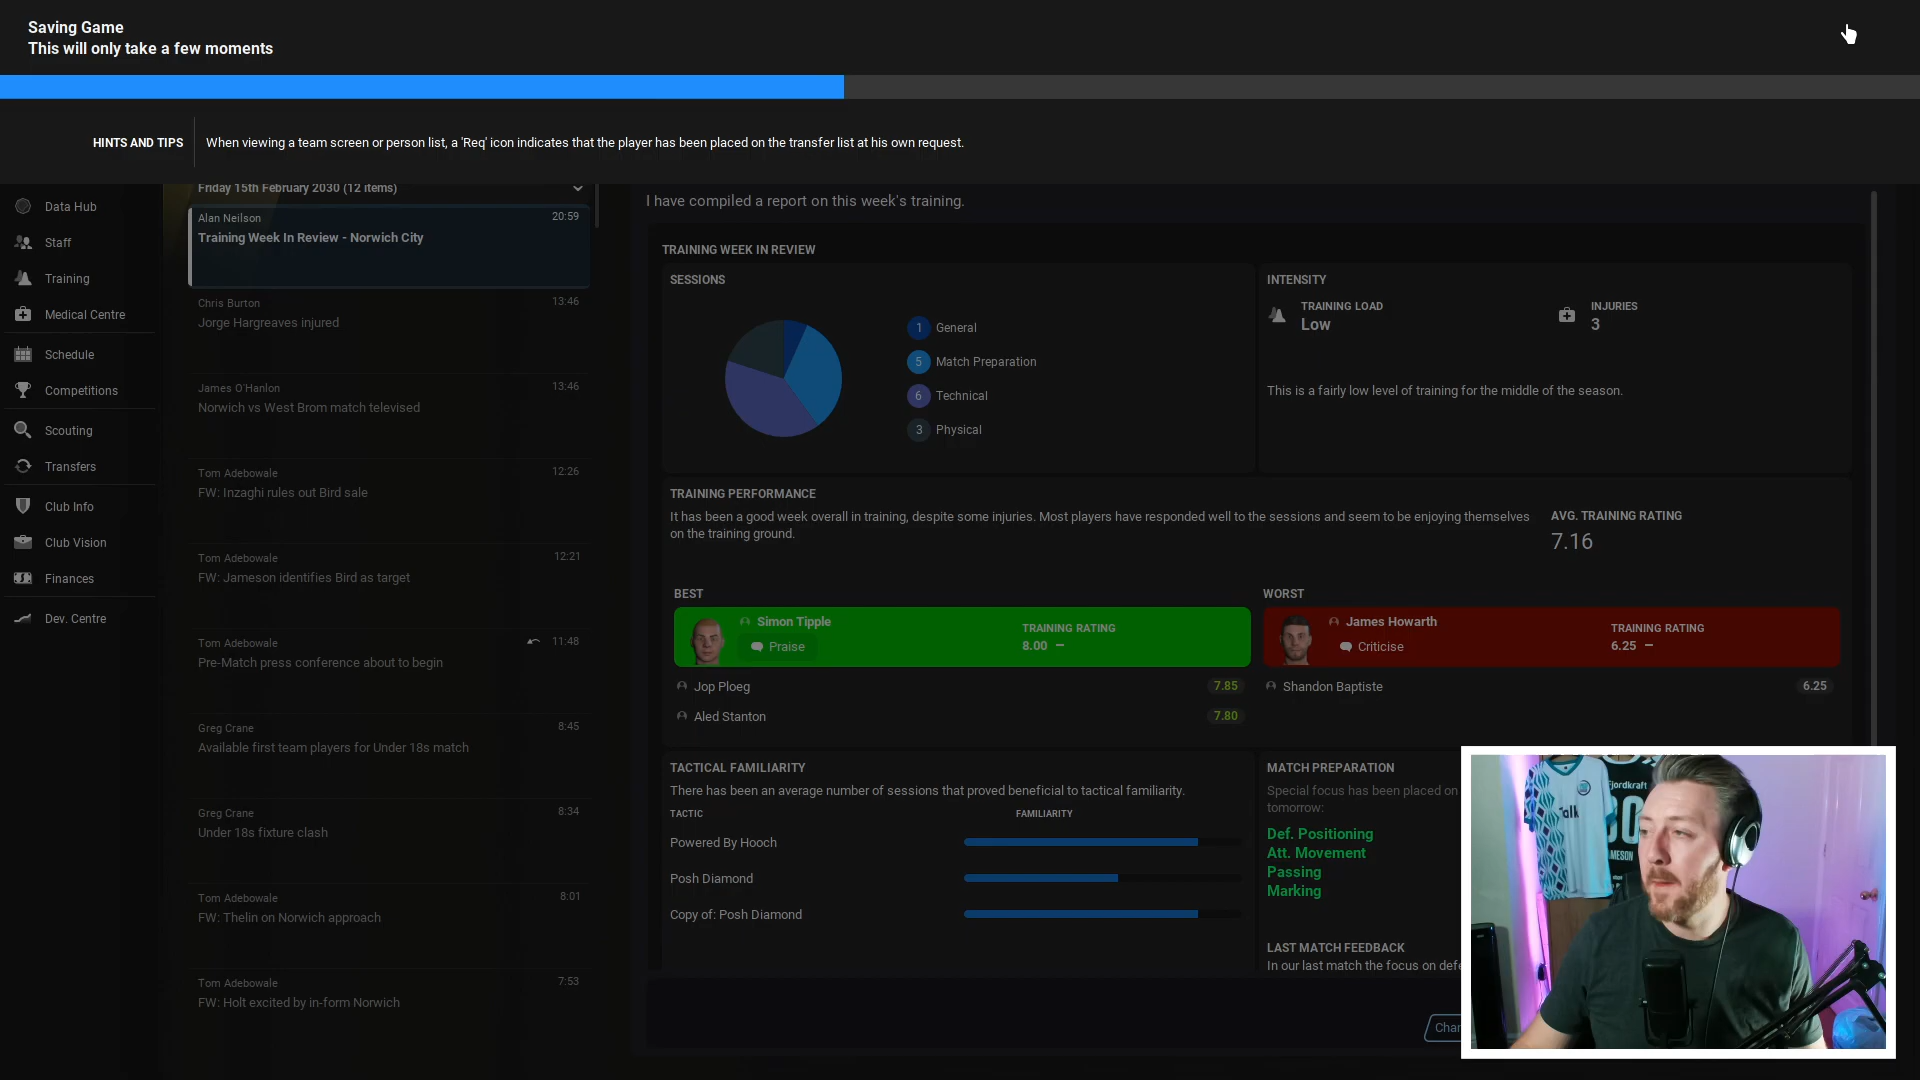 Saving Game
This will only take a few moments
HINTS AND TIPS
When viewing a team screen or person list, a 'Req' icon indicates that the player has been placed on the transfer list at his own request.
Data Hub
Staff
Training
Medical Centre
Schedule
Competitions
Scouting
Transfers
Club Info
Club Vision
Finances
Dev. Centre
Friday 15th February 2030 (12 items)
Alan Neilson 20:59
Training Week In Review - Norwich City
Chris Burton 13:46
Jorge Hargreaves injured
James O'Hanlon 13:46
Norwich vs West Brom match televised
Tom Adebowale 12:26
FW: Inzaghi rules out Bird sale
Tom Adebowale 12:21
FW: Jameson identifies Bird as target
Tom Adebowale 11:48
Pre-Match press conference about to begin
Greg Crane 8:45
Available first team players for Under 18s match
Greg Crane 8:34
Under 18s fixture clash
Tom Adebowale 8:01
FW: Thelin on Norwich approach
Tom Adebowale 7:53
FW: Holt excited by in-form Norwich
I have compiled a report on this week's training.
TRAINING WEEK IN REVIEW
SESSIONS
1 General
5 Match Preparation
6 Technical
3 Physical
INTENSITY
TRAINING LOAD
Low
INJURIES
3
This is a fairly low level of training for the middle of the season.
TRAINING PERFORMANCE
It has been a good week overall in training, despite some injuries. Most players have responded well to the sessions and seem to be enjoying themselves
on the training ground.
AVG. TRAINING RATING
7.16
BEST
Simon Tipple
Praise
TRAINING RATING
8.00 –
Jop Ploeg 7.85
Aled Stanton 7.80
WORST
James Howarth
Criticise
TRAINING RATING
6.25 –
Shandon Baptiste 6.25
TACTICAL FAMILIARITY
There has been an average number of sessions that proved beneficial to tactical familiarity.
TACTIC FAMILIARITY
Powered By Hooch
Posh Diamond
Copy of: Posh Diamond
MATCH PREPARATION
Special focus has been placed on
tomorrow:
Def. Positioning
Att. Movement
Passing
Marking
LAST MATCH FEEDBACK
In our last match the focus on defe
Char
Talk
Fjordkraft
JAMESON